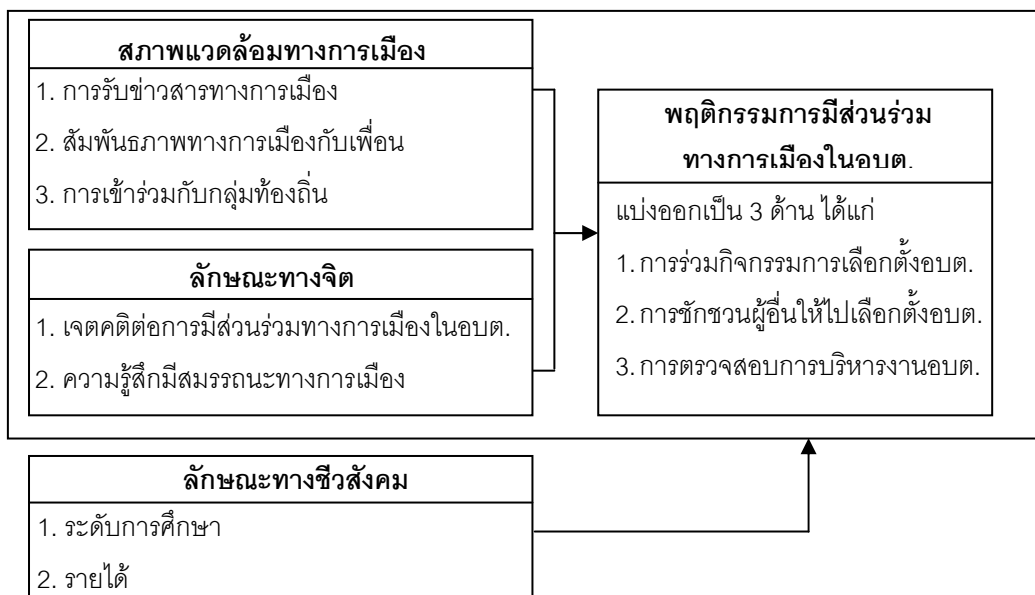 สภาพแวดล้อมทางการเมือง
1. การรับข่าวสารทางการเมือง
2. สัมพันธภาพทางการเมืองกับเพื่อน
3. การเข้าร่วมกับกลุ่มท้องถิ่น
ลักษณะทางจิต
1. เจตคติต่อการมีส่วนร่วมทางการเมืองในอบต.
2. ความรู้สึกมีสมรรถนะทางการเมือง
พฤติกรรมการมีส่วนร่วม
ทางการเมืองในอบต.
แบ่งออกเป็น 3 ด้าน ได้แก่
1. การร่วมกิจกรรมการเลือกตั้งอบต.
2. การชักชวนผู้อื่นให้ไปเลือกตั้งอบต.
3. การตรวจสอบการบริหารงานอบต.
ลักษณะทางชีวสังคม
1. ระดับการศึกษา
2. รายได้